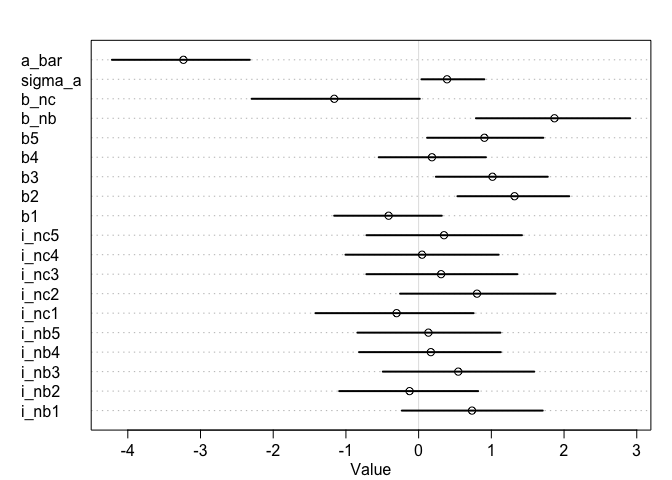 a_bar
sigma_a
b_nc
b_nb
b5
b4
b3
b2
b1
i_nc5
i_nc4
i_nc3
i_nc2
i_nc1
i_nb5
i_nb4
i_nb3
i_nb2
i_nb1
-4 -3 -2 -1 0 1 2 3
Value